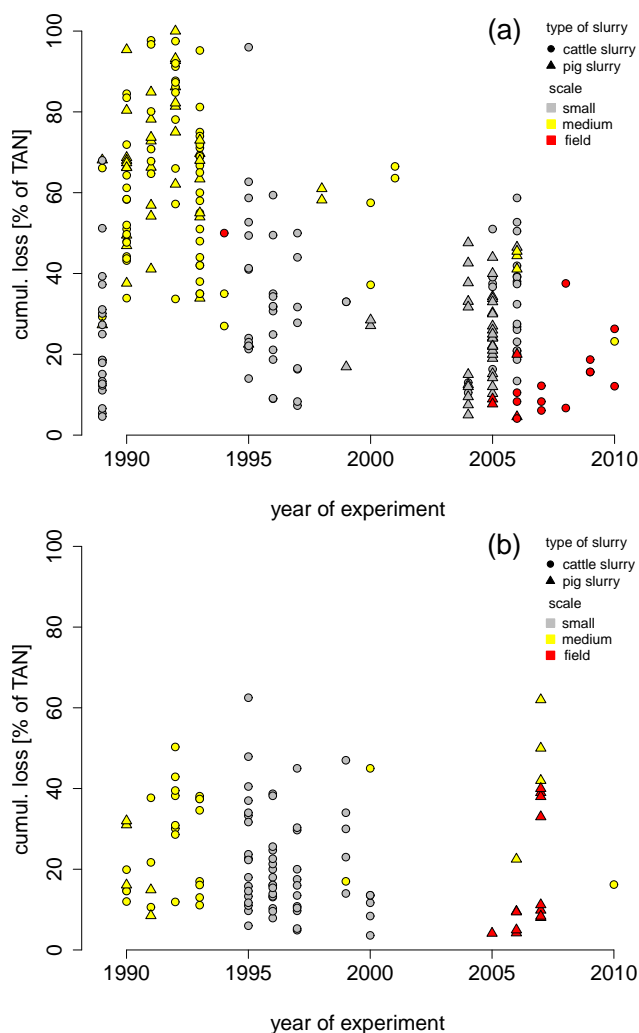 (a)
type of slurry
cattle slurry
pig slurry
scale
small
medium
field
cumul. loss [% of TAN]
100
80
60
40
20
0
1990 1995 2000 2005 2010
year of experiment
(b)
type of slurry
cattle slurry
pig slurry
scale
small
medium
field
cumul. loss [% of TAN]
100
80
60
40
20
0
1990 1995 2000 2005 2010
year of experiment